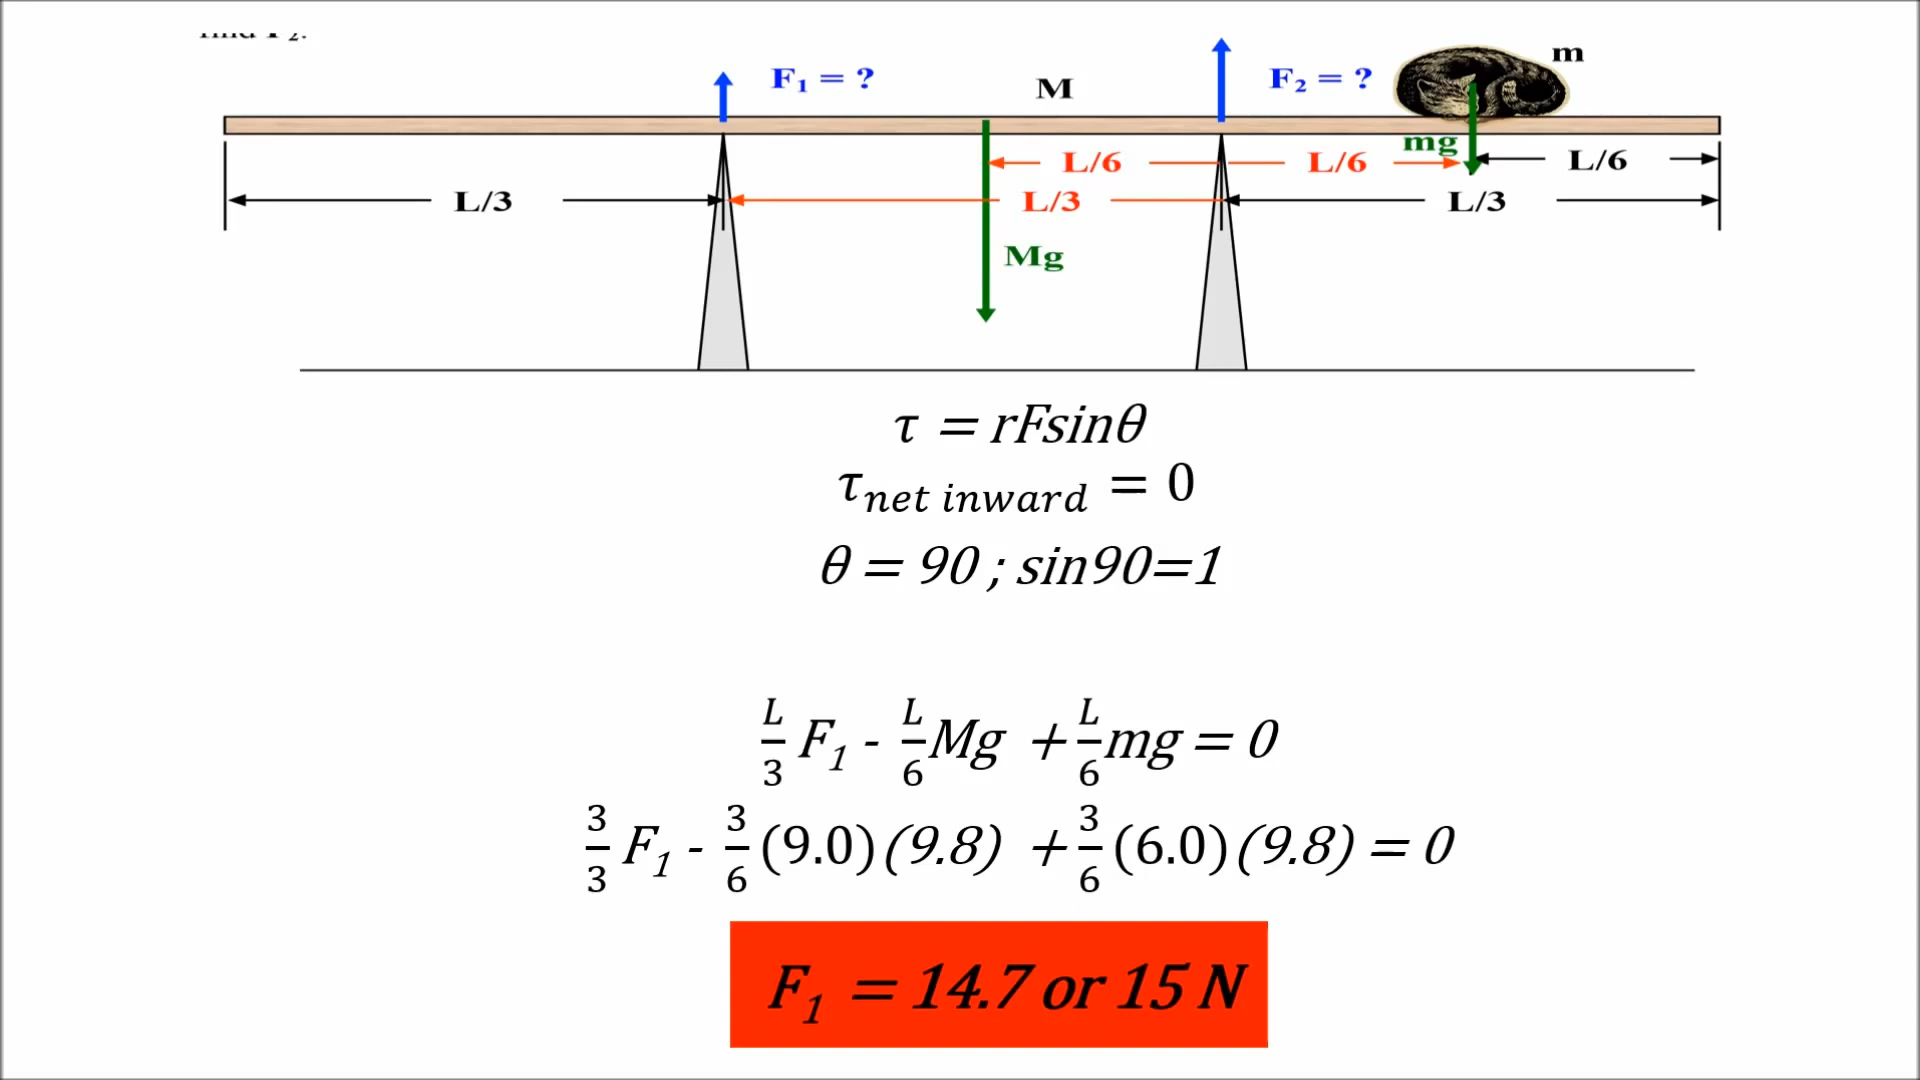 find F₂.
F₁ = ?
M
F₂ = ?
m
mg
L/6
L/6
L/6
L/3
L/3
L/3
Mg
τ = rFsinθ
τ_net inward = 0
θ = 90 ; sin90=1
L/3 F₁ - L/6 Mg + L/6 mg = 0
3/3 F₁ - 3/6 (9.0)(9.8) + 3/6 (6.0)(9.8) = 0
F₁ = 14.7 or 15 N